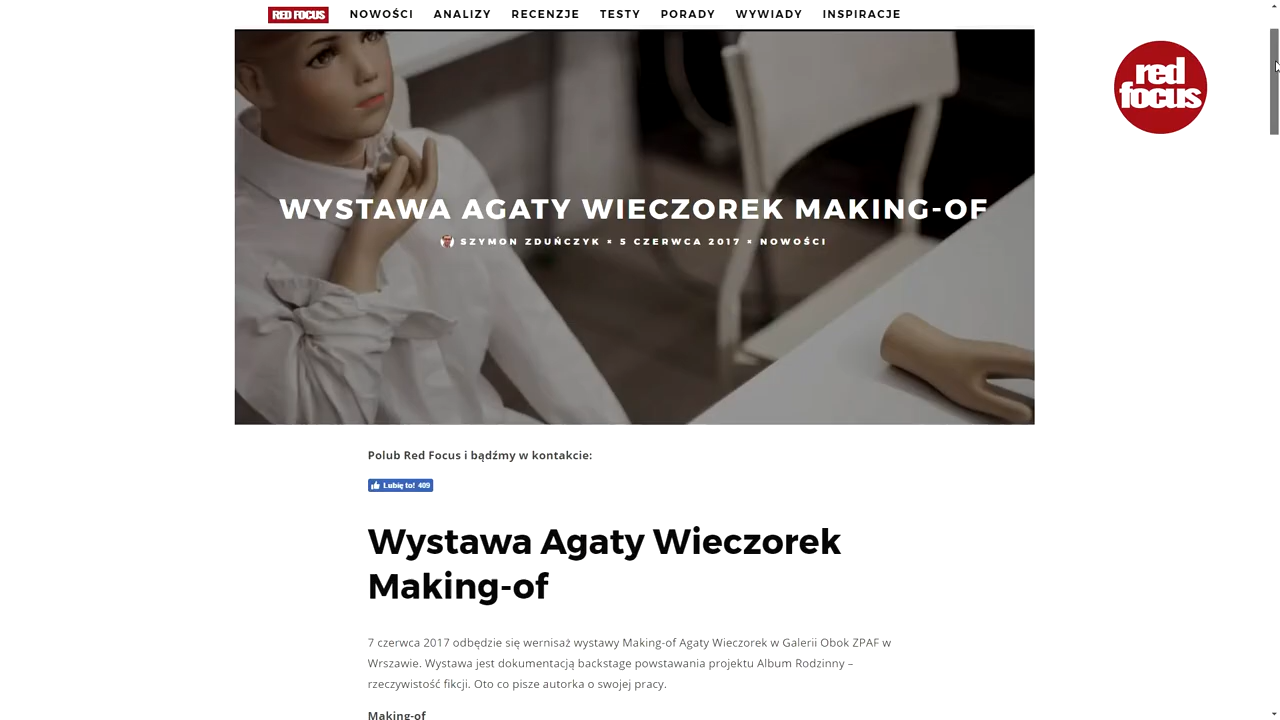 RED FOCUS NOWOŚCI ANALIZY RECENZJE TESTY PORADY WYWIADY INSPIRACJE
red
focus
WYSTAWA AGATY WIECZOREK MAKING-OF
SZYMON ZDUŃCZYK × 5 CZERWCA 2017 × NOWOŚCI
Polub Red Focus i bądźmy w kontakcie:
Lubię to! 409
Wystawa Agaty Wieczorek
Making-of
7 czerwca 2017 odbędzie się wernisaż wystawy Making-of Agaty Wieczorek w Galerii Obok ZPAF w
Wrszawie. Wystawa jest dokumentacją backstage powstawania projektu Album Rodzinny –
rzeczywistość fikcji. Oto co pisze autorka o swojej pracy.
Making-of